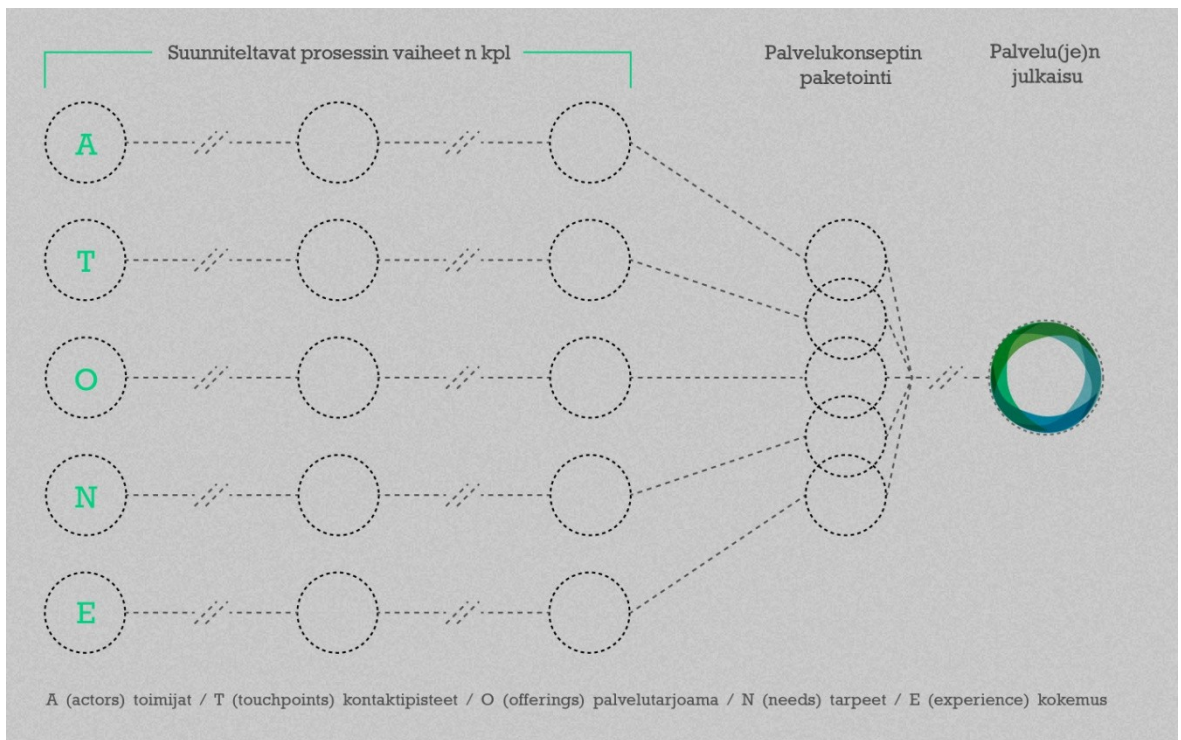 Suunniteltavat prosessin vaiheet n kpl
Palvelukonseptin
paketointi
Palvelu(je)n
julkaisu
A
T
O
N
E
A (actors) toimijat / T (touchpoints) kontaktipisteet / O (offerings) palvelutarjoama / N (needs) tarpeet / E (experience) kokemus